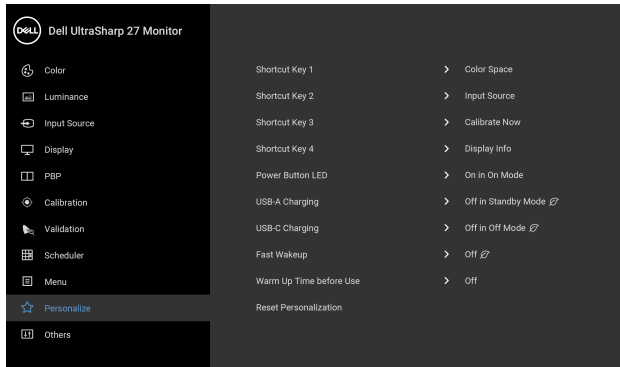 DELL Dell UltraSharp 27 Monitor
Color
Luminance
Input Source
Display
PBP
Calibration
Validation
Scheduler
Menu
Personalize
Others
Shortcut Key 1 > Color Space
Shortcut Key 2 > Input Source
Shortcut Key 3 > Calibrate Now
Shortcut Key 4 > Display Info
Power Button LED > On in On Mode
USB-A Charging > Off in Standby Mode
USB-C Charging > Off in Off Mode
Fast Wakeup > Off
Warm Up Time before Use > Off
Reset Personalization